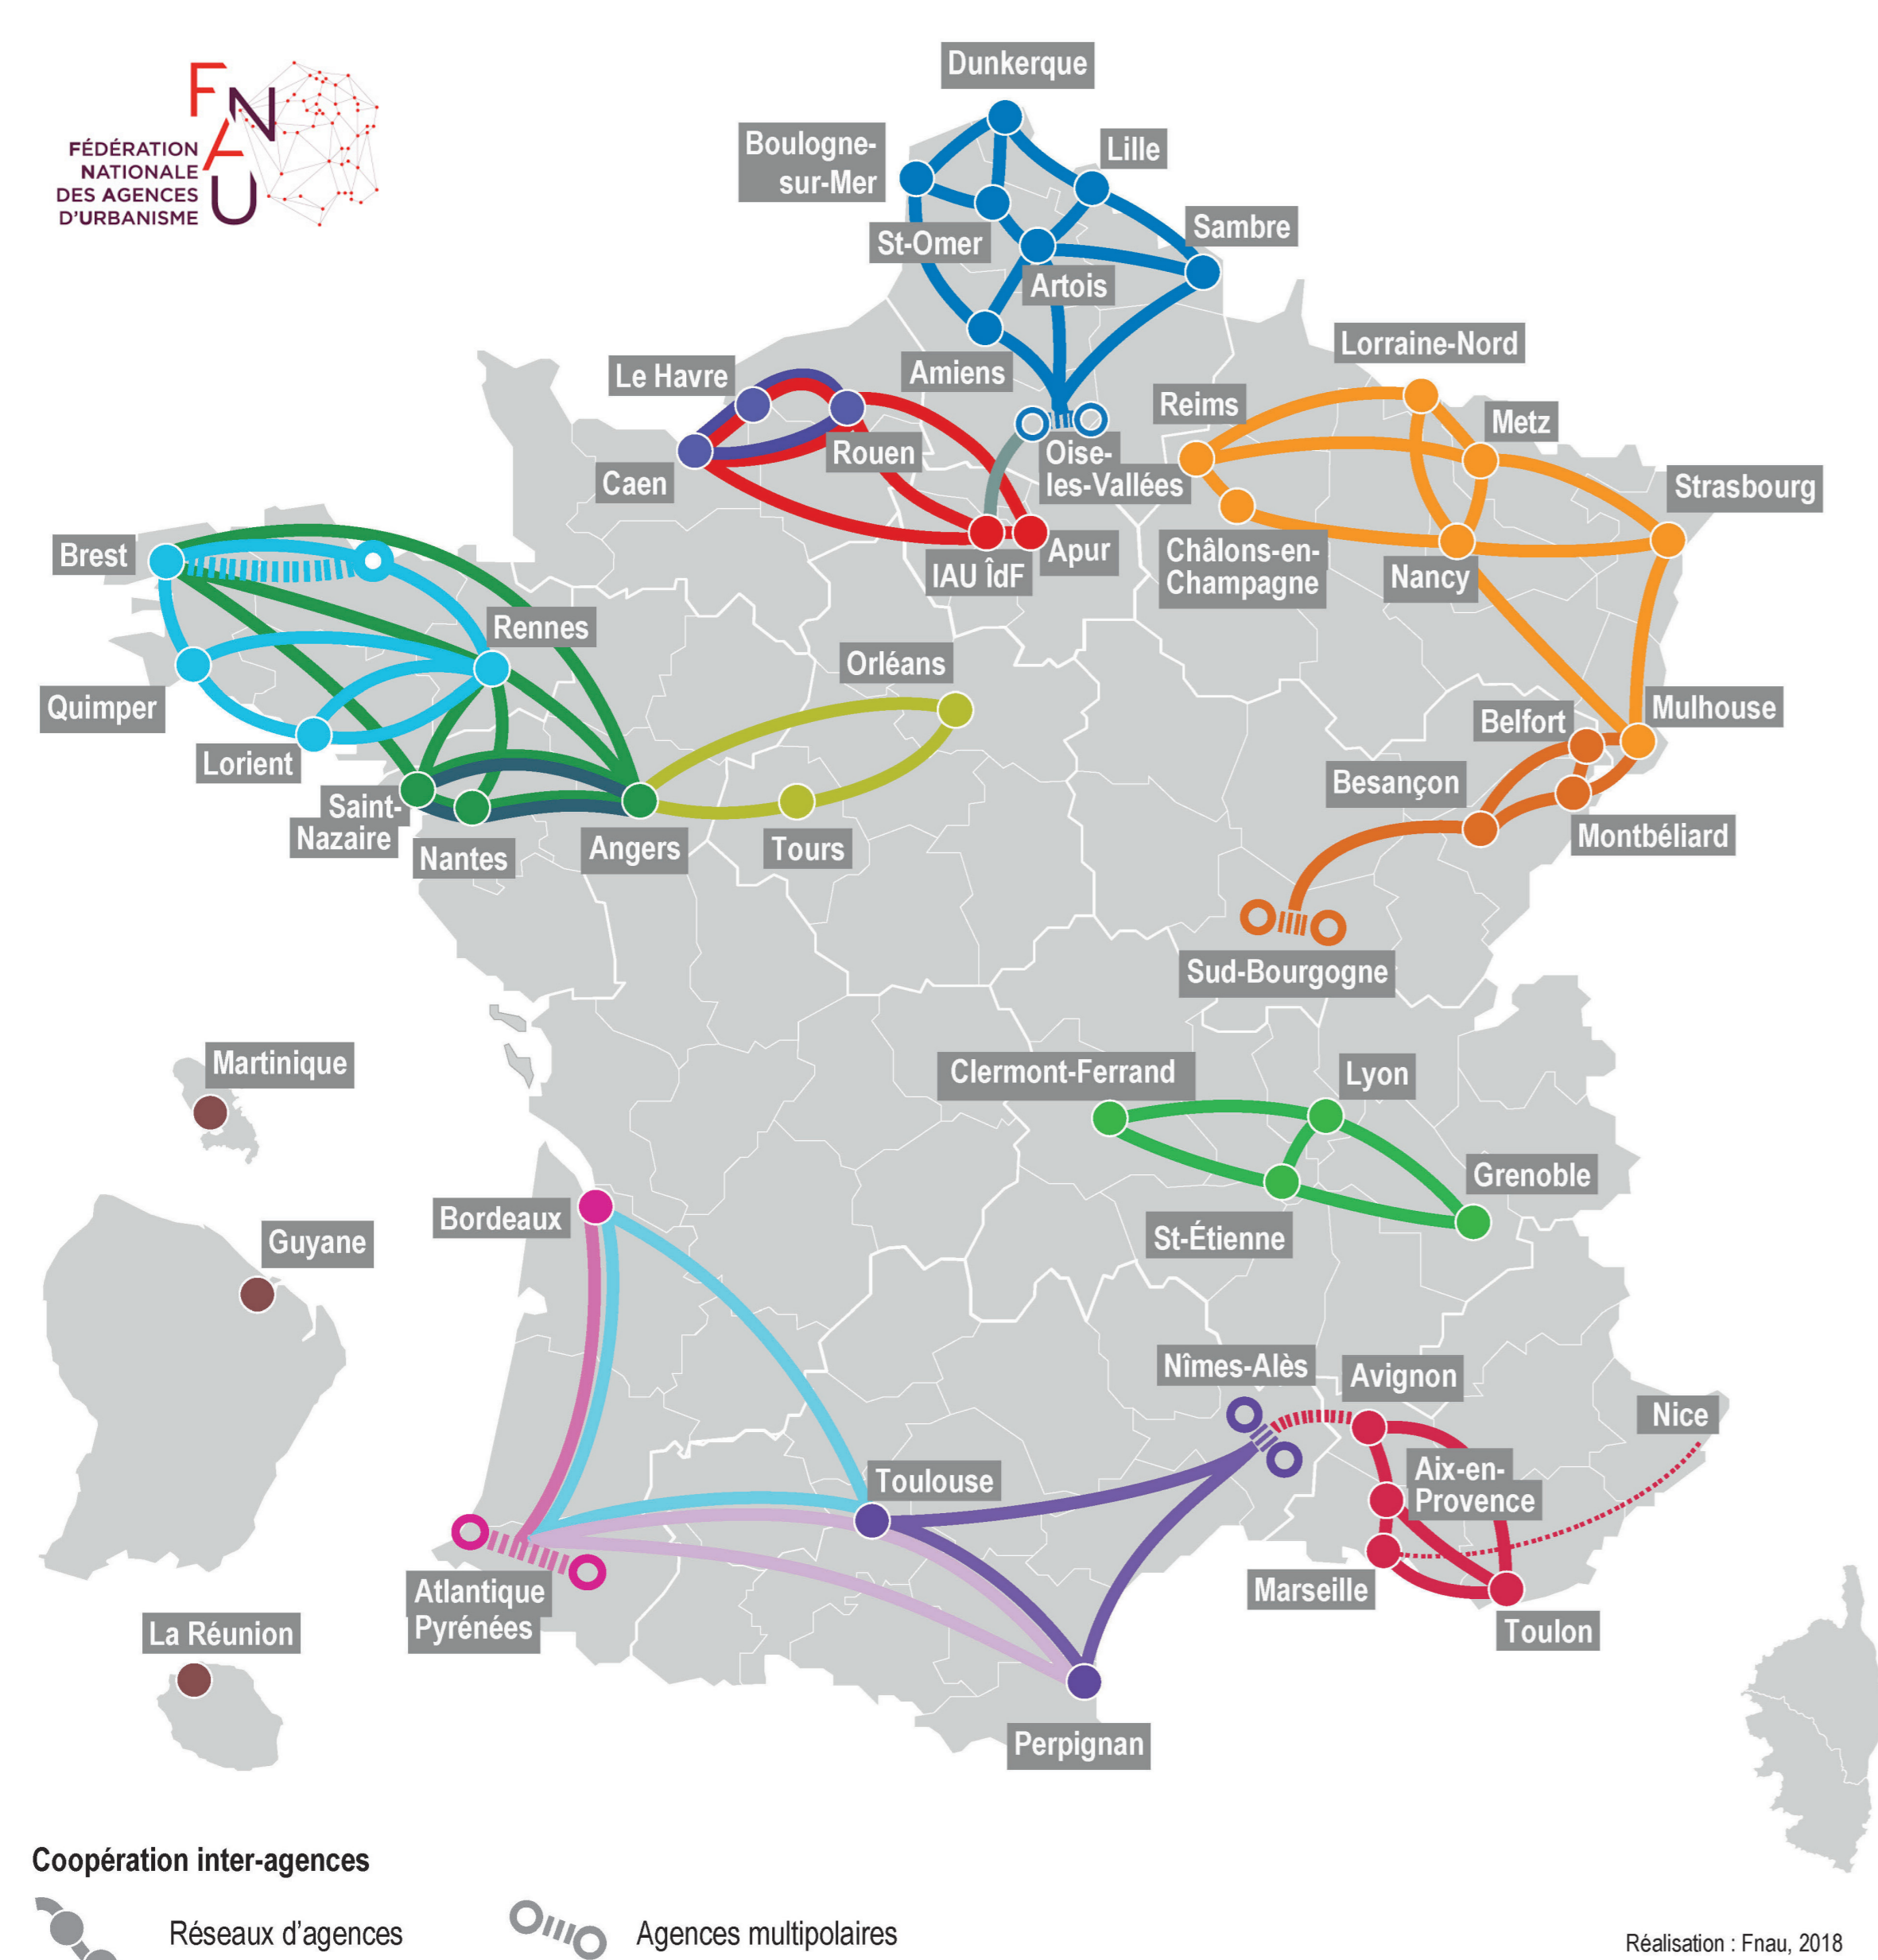 FNAU
FÉDÉRATION
NATIONALE
DES AGENCES
D'URBANISME
Dunkerque
Boulogne-
sur-Mer
Lille
St-Omer
Sambre
Artois
Lorraine-Nord
Le Havre
Amiens
Reims
Metz
Rouen
Oise-
les-Vallées
Caen
Strasbourg
Brest
Apur
IAU ÎdF
Châlons-en-
Champagne
Nancy
Rennes
Orléans
Quimper
Mulhouse
Belfort
Lorient
Besançon
Saint-
Nazaire
Nantes
Angers
Tours
Montbéliard
Sud-Bourgogne
Martinique
Clermont-Ferrand
Lyon
Grenoble
Bordeaux
St-Étienne
Guyane
Nîmes-Alès
Avignon
Nice
Toulouse
Aix-en-
Provence
Atlantique
Pyrénées
Marseille
La Réunion
Toulon
Perpignan
Coopération inter-agences
Réseaux d'agences
Agences multipolaires
Réalisation : Fnau, 2018